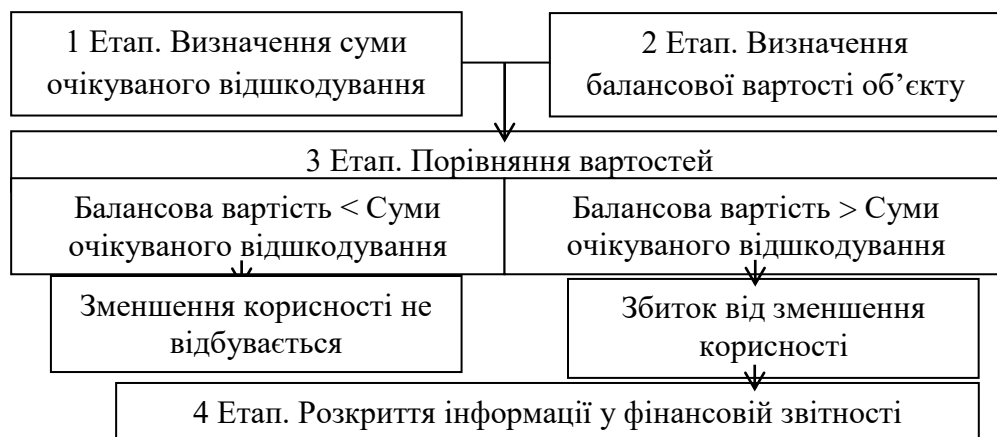 1 Етап. Визначення суми
очікуваного відшкодування
2 Етап. Визначення
балансової вартості об’єкту
3 Етап. Порівняння вартостей
Балансова вартість < Суми
очікуваного відшкодування
Балансова вартість > Суми
очікуваного відшкодування
Зменшення корисності не
відбувається
Збиток від зменшення
корисності
4 Етап. Розкриття інформації у фінансовій звітності